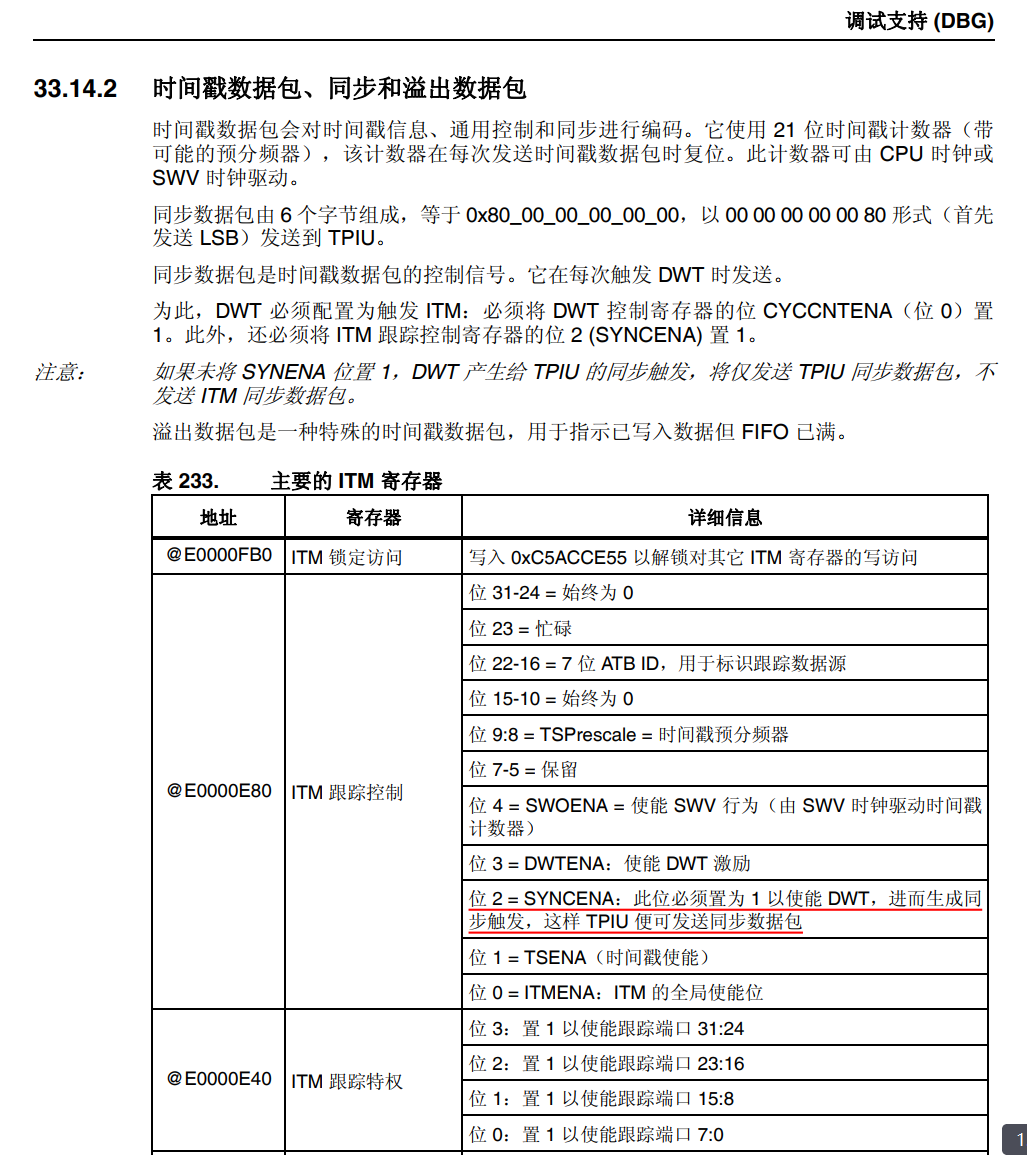 调试支持 (DBG)
33.14.2 时间戳数据包、同步和溢出数据包
时间戳数据包会对时间戳信息、通用控制和同步进行编码。它使用 21 位时间戳计数器（带
可能的预分频器），该计数器在每次发送时间戳数据包时复位。此计数器可由 CPU 时钟或
SWV 时钟驱动。
同步数据包由 6 个字节组成，等于 0x80_00_00_00_00_00，以 00 00 00 00 00 80 形式（首先
发送 LSB）发送到 TPIU。
同步数据包是时间戳数据包的控制信号。它在每次触发 DWT 时发送。
为此，DWT 必须配置为触发 ITM：必须将 DWT 控制寄存器的位 CYCCNTENA（位 0）置
1。此外，还必须将 ITM 跟踪控制寄存器的位 2 (SYNCENA) 置 1。
注意： 如果未将 SYNENA 位置 1，DWT 产生给 TPIU 的同步触发，将仅发送 TPIU 同步数据包，不
发送 ITM 同步数据包。
溢出数据包是一种特殊的时间戳数据包，用于指示已写入数据但 FIFO 已满。
表 233. 主要的 ITM 寄存器
地址 寄存器 详细信息
@E0000FB0 ITM 锁定访问 写入 0xC5ACCE55 以解锁对其它 ITM 寄存器的写访问
位 31-24 = 始终为 0
位 23 = 忙碌
位 22-16 = 7 位 ATB ID，用于标识跟踪数据源
位 15-10 = 始终为 0
位 9:8 = TSPrescale = 时间戳预分频器
位 7-5 = 保留
@E0000E80 ITM 跟踪控制
位 4 = SWOENA = 使能 SWV 行为（由 SWV 时钟驱动时间戳
计数器）
位 3 = DWTENA：使能 DWT 激励
位 2 = SYNCENA：此位必须置为 1 以使能 DWT，进而生成同
步触发，这样 TPIU 便可发送同步数据包
位 1 = TSENA（时间戳使能）
位 0 = ITMENA：ITM 的全局使能位
@E0000E40 ITM 跟踪特权
位 3：置 1 以使能跟踪端口 31:24
位 2：置 1 以使能跟踪端口 23:16
位 1：置 1 以使能跟踪端口 15:8
位 0：置 1 以使能跟踪端口 7:0
1